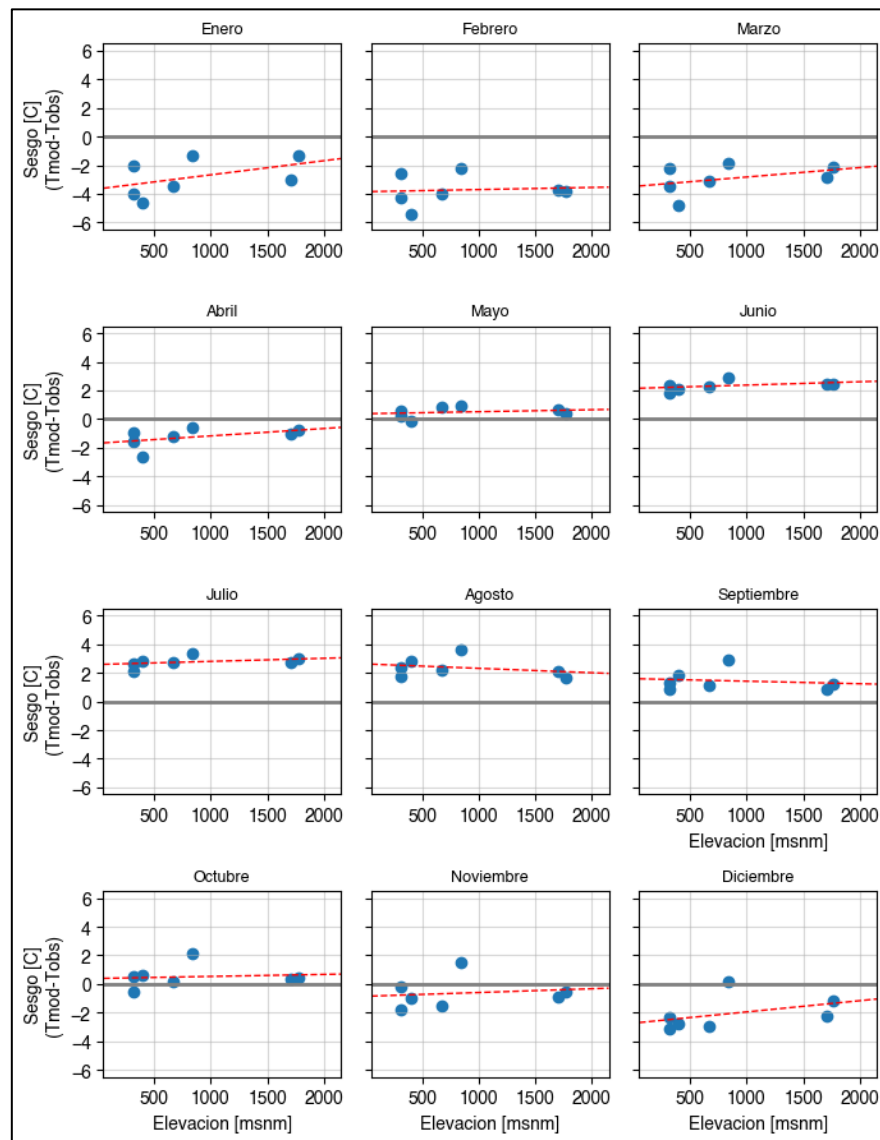 Enero Febrero Marzo
6
4
2
0
−2
−4
−6
Sesgo [C]
(Tmod-Tobs)
500 1000 1500 2000 500 1000 1500 2000 500 1000 1500 2000
Abril Mayo Junio
6
4
2
0
−2
−4
−6
Sesgo [C]
(Tmod-Tobs)
500 1000 1500 2000 500 1000 1500 2000 500 1000 1500 2000
Julio Agosto Septiembre
6
4
2
0
−2
−4
−6
Sesgo [C]
(Tmod-Tobs)
500 1000 1500 2000 500 1000 1500 2000 500 1000 1500 2000
Elevacion [msnm]
Octubre Noviembre Diciembre
6
4
2
0
−2
−4
−6
Sesgo [C]
(Tmod-Tobs)
500 1000 1500 2000 500 1000 1500 2000 500 1000 1500 2000
Elevacion [msnm] Elevacion [msnm] Elevacion [msnm]